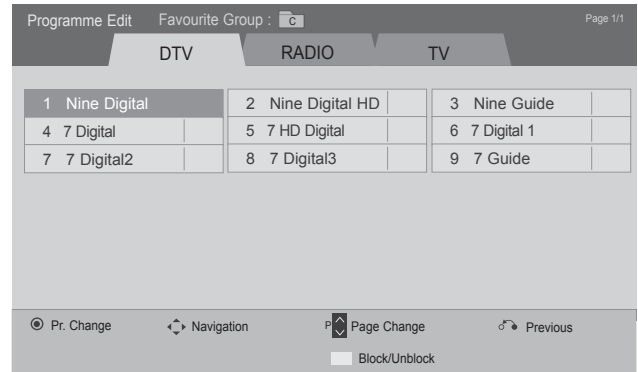 Programme Edit Favourite Group : C Page 1/1
DTV RADIO TV
1 Nine Digital 2 Nine Digital HD 3 Nine Guide
4 7 Digital 5 7 HD Digital 6 7 Digital 1
7 7 Digital2 8 7 Digital3 9 7 Guide
Pr. Change Navigation P Page Change Previous
Block/Unblock